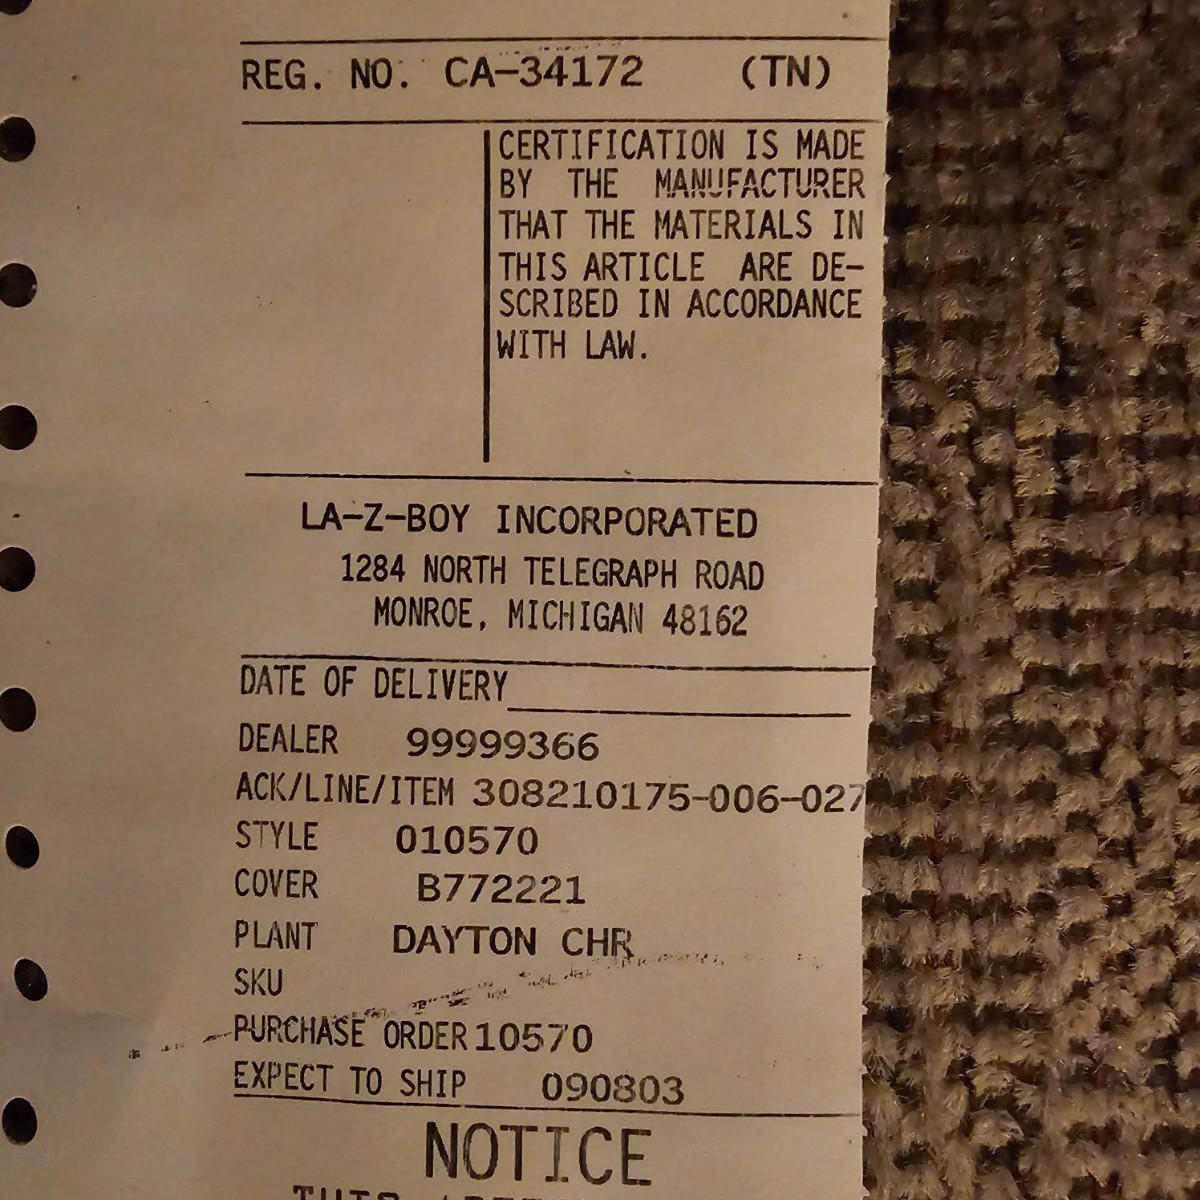 REG. NO. CA-34172 (TN)
CERTIFICATION IS MADE
BY THE MANUFACTURER
THAT THE MATERIALS IN
THIS ARTICLE ARE DE-
SCRIBED IN ACCORDANCE
WITH LAW.
LA-Z-BOY INCORPORATED
1284 NORTH TELEGRAPH ROAD
MONROE, MICHIGAN 48162
DATE OF DELIVERY
DEALER 99999366
ACK/LINE/ITEM 308210175-006-027
STYLE 010570
COVER B772221
PLANT DAYTON CHR
SKU
PURCHASE ORDER 10570
EXPECT TO SHIP 090803
NOTICE